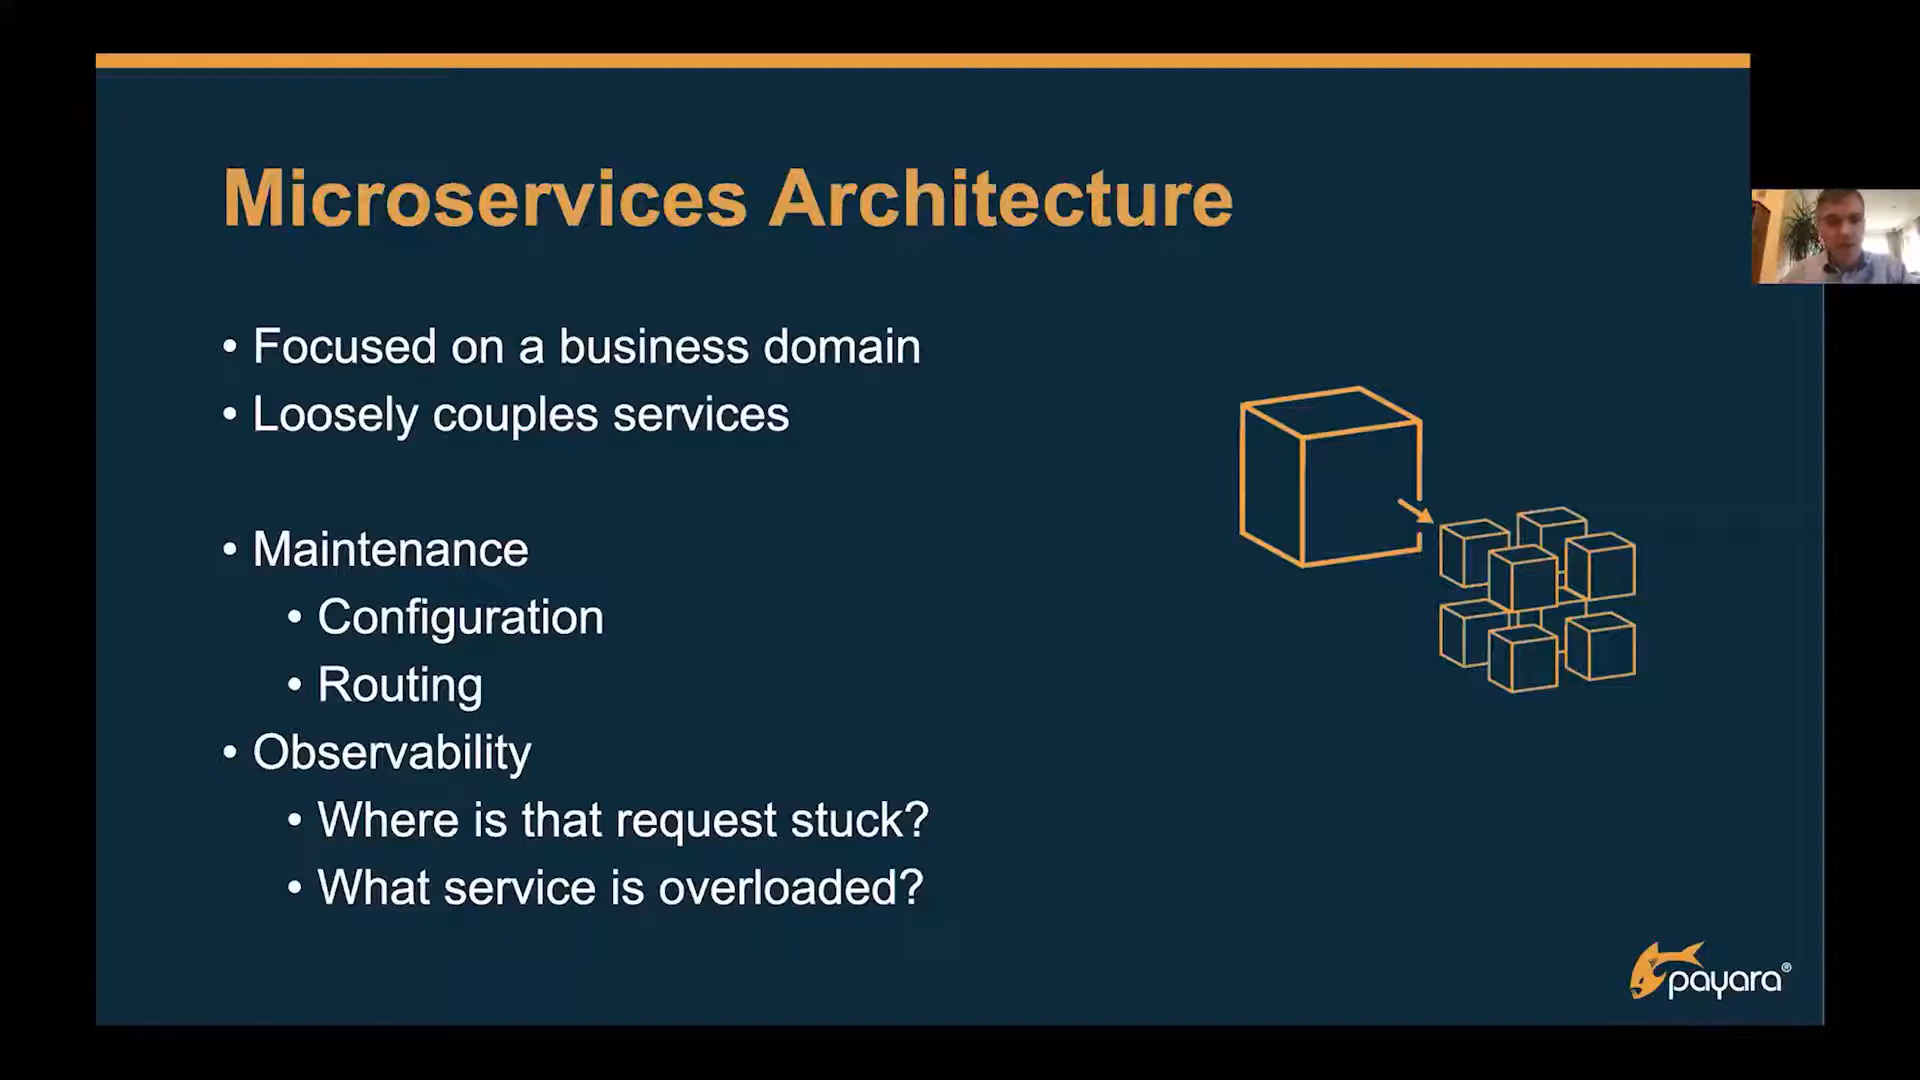 Microservices Architecture
• Focused on a business domain
• Loosely couples services
• Maintenance
• Configuration
• Routing
• Observability
• Where is that request stuck?
• What service is overloaded?
payara®